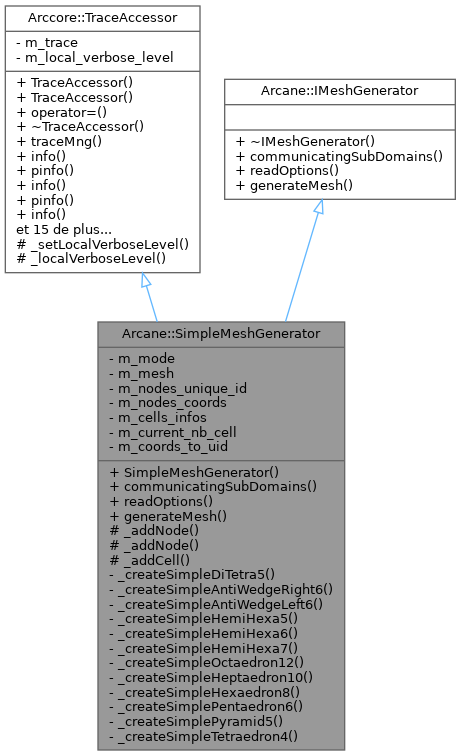 Arccore::TraceAccessor
- m_trace
- m_local_verbose_level
+ TraceAccessor()
+ TraceAccessor()
+ operator=()
+ ~TraceAccessor()
+ traceMng()
+ info()
+ pinfo()
+ info()
+ pinfo()
+ info()
et 15 de plus...
# _setLocalVerboseLevel()
# _localVerboseLevel()
Arcane::IMeshGenerator
+ ~IMeshGenerator()
+ communicatingSubDomains()
+ readOptions()
+ generateMesh()
Arcane::SimpleMeshGenerator
- m_mode
- m_mesh
- m_nodes_unique_id
- m_nodes_coords
- m_cells_infos
- m_current_nb_cell
- m_coords_to_uid
+ SimpleMeshGenerator()
+ communicatingSubDomains()
+ readOptions()
+ generateMesh()
# _addNode()
# _addNode()
# _addCell()
- _createSimpleDiTetra5()
- _createSimpleAntiWedgeRight6()
- _createSimpleAntiWedgeLeft6()
- _createSimpleHemiHexa5()
- _createSimpleHemiHexa6()
- _createSimpleHemiHexa7()
- _createSimpleOctaedron12()
- _createSimpleHeptaedron10()
- _createSimpleHexaedron8()
- _createSimplePentaedron6()
- _createSimplePyramid5()
- _createSimpleTetraedron4()